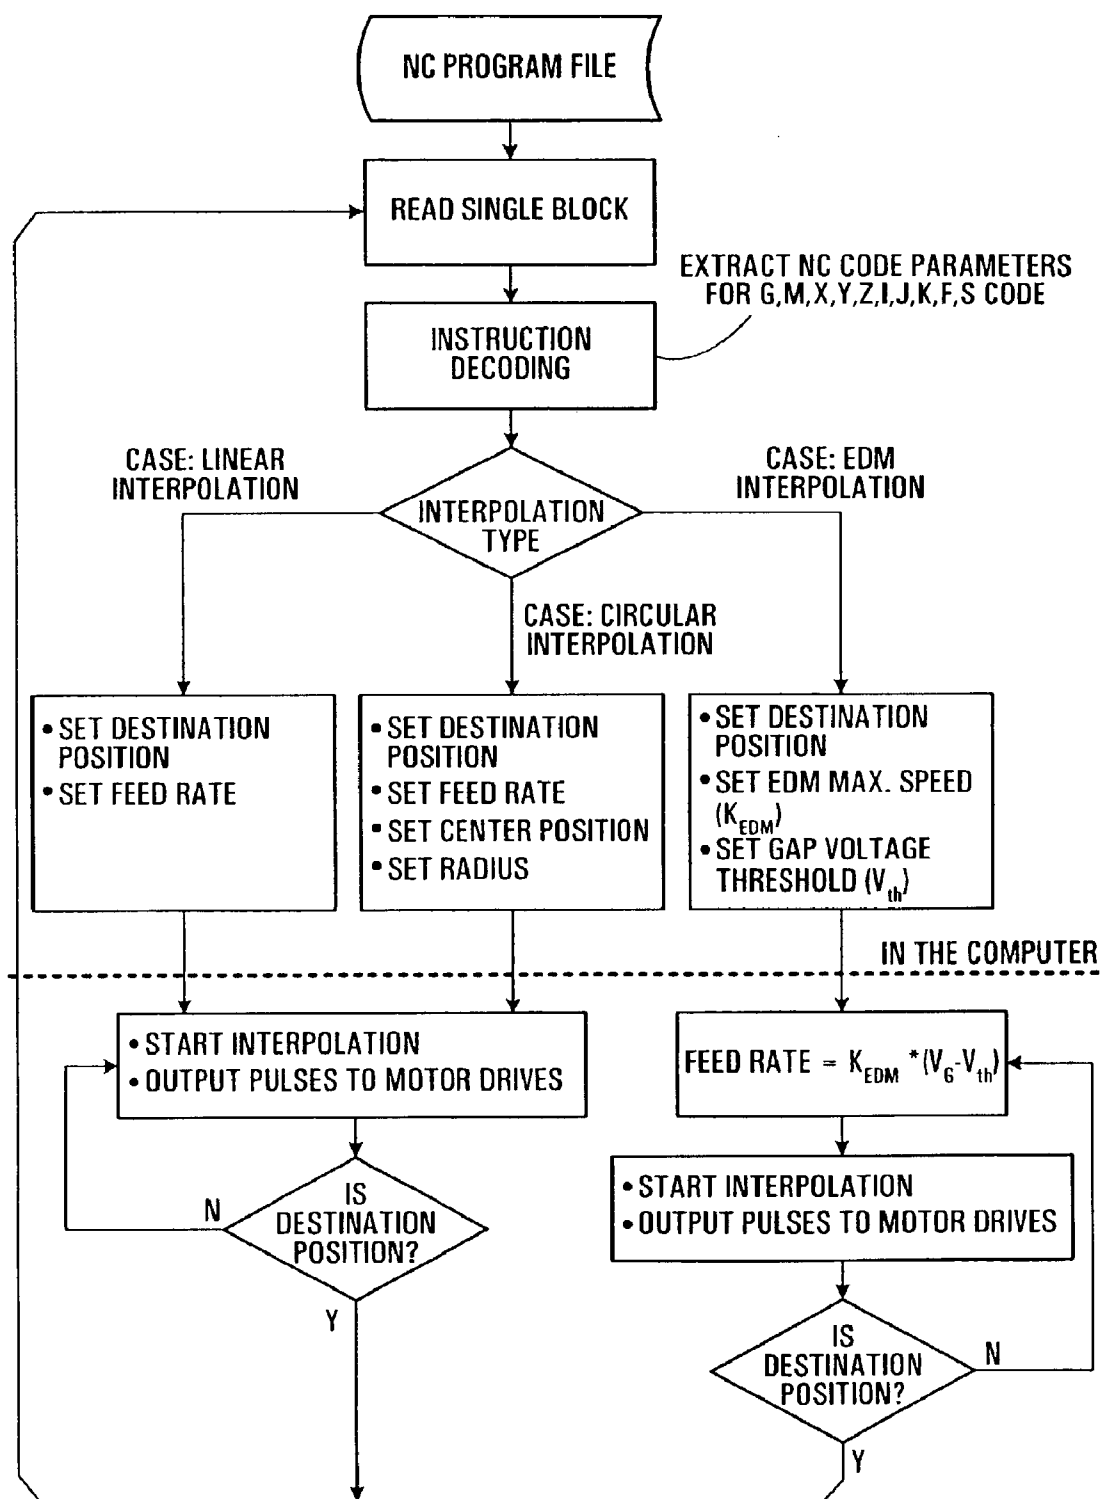 NC PROGRAM FILE
READ SINGLE BLOCK
EXTRACT NC CODE PARAMETERS
FOR G,M,X,Y,Z,I,J,K,F,S CODE
INSTRUCTION
DECODING
CASE: LINEAR
INTERPOLATION
CASE: EDM
INTERPOLATION
INTERPOLATION
TYPE
CASE: CIRCULAR
INTERPOLATION
• SET DESTINATION
POSITION
• SET FEED RATE
• SET DESTINATION
POSITION
• SET FEED RATE
• SET CENTER POSITION
• SET RADIUS
• SET DESTINATION
POSITION
• SET EDM MAX. SPEED
(K_EDM)
• SET GAP VOLTAGE
THRESHOLD (V_th)
IN THE COMPUTER
• START INTERPOLATION
• OUTPUT PULSES TO MOTOR DRIVES
FEED RATE = K_EDM *(V_G-V_th)
IS
DESTINATION
POSITION?
N
Y
• START INTERPOLATION
• OUTPUT PULSES TO MOTOR DRIVES
IS
DESTINATION
POSITION?
N
Y